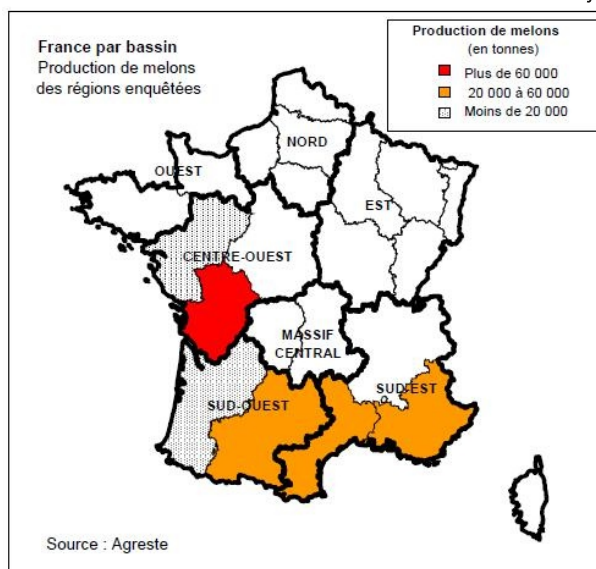 France par bassin
Production de melons
des régions enquêtées
Production de melons
(en tonnes)
Plus de 60 000
20 000 à 60 000
Moins de 20 000
NORD
OUEST
EST
CENTRE-OUEST
MASSIF
CENTRAL
SUD-EST
SUD-OUEST
Source : Agreste